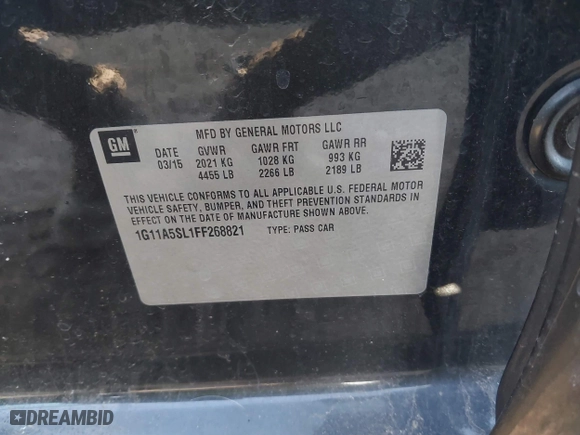 GM
MFD BY GENERAL MOTORS LLC
DATE GVWR GAWR FRT GAWR RR
03/15 2021 KG 1028 KG 993 KG
4455 LB 2266 LB 2189 LB
THIS VEHICLE CONFORMS TO ALL APPLICABLE U.S. FEDERAL MOTOR
VEHICLE SAFETY, BUMPER, AND THEFT PREVENTION STANDARDS IN
EFFECT ON THE DATE OF MANUFACTURE SHOWN ABOVE.
1G11A5SL1FF268821 TYPE: PASS CAR
DREAMBID